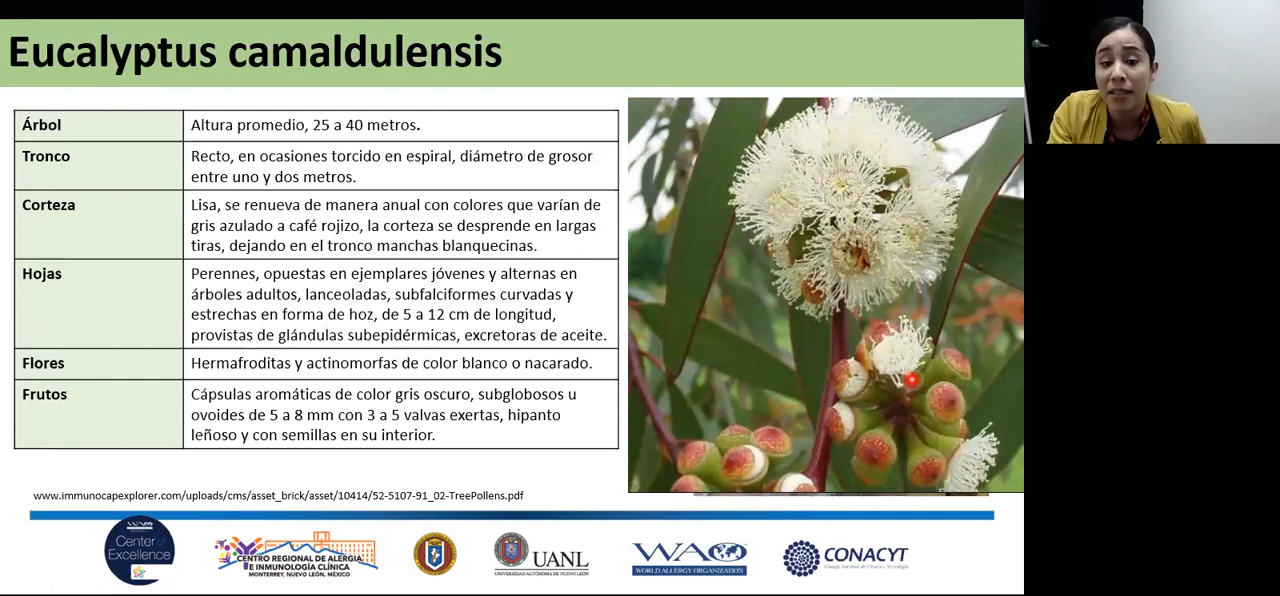 Eucalyptus camaldulensis
Árbol
Altura promedio, 25 a 40 metros.
Tronco
Recto, en ocasiones torcido en espiral, diámetro de grosor
entre uno y dos metros.
Corteza
Lisa, se renueva de manera anual con colores que varían de
gris azulado a café rojizo, la corteza se desprende en largas
tiras, dejando en el tronco manchas blanquecinas.
Hojas
Perennes, opuestas en ejemplares jóvenes y alternas en
árboles adultos, lanceoladas, subfalciformes curvadas y
estrechas en forma de hoz, de 5 a 12 cm de longitud,
provistas de glándulas subepidérmicas, excretoras de aceite.
Flores
Hermafroditas y actinomorfas de color blanco o nacarado.
Frutos
Cápsulas aromáticas de color gris oscuro, subglobosos u
ovoides de 5 a 8 mm con 3 a 5 valvas exertas, hipanto
leñoso y con semillas en su interior.
www.immunocapexplorer.com/uploads/cms/asset_brick/asset/10414/52-5107-91_02-TreePollens.pdf
WAO
Center of
Excellence
CENTRO REGIONAL DE ALERGIA
E INMUNOLOGÍA CLÍNICA
MONTERREY, NUEVO LEÓN, MÉXICO
UANL
UNIVERSIDAD AUTÓNOMA DE NUEVO LEÓN
WAO
WORLD ALLERGY ORGANIZATION
CONACYT
Consejo Nacional de Ciencia y Tecnología